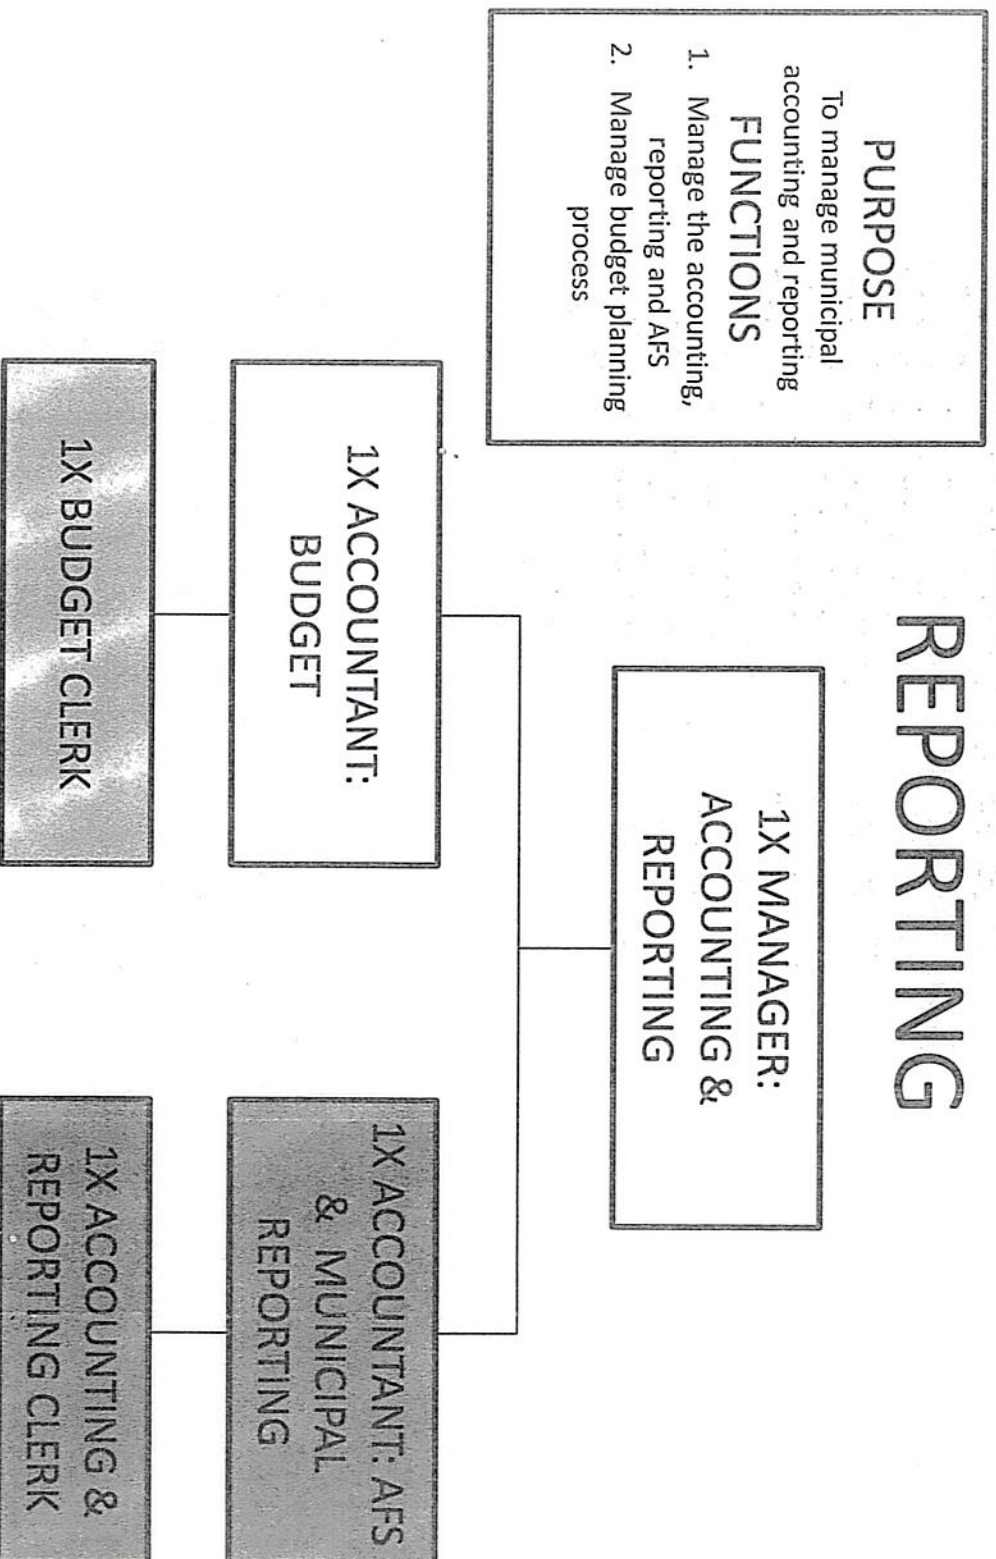 REPORTING
PURPOSE
To manage municipal
accounting and reporting
FUNCTIONS
1. Manage the accounting,
reporting and AFS
2. Manage budget planning
process
1X MANAGER:
ACCOUNTING &
REPORTING
1X ACCOUNTANT:
BUDGET
1X ACCOUNTANT: AFS
& MUNICIPAL
REPORTING
1X BUDGET CLERK
1X ACCOUNTING &
REPORTING CLERK